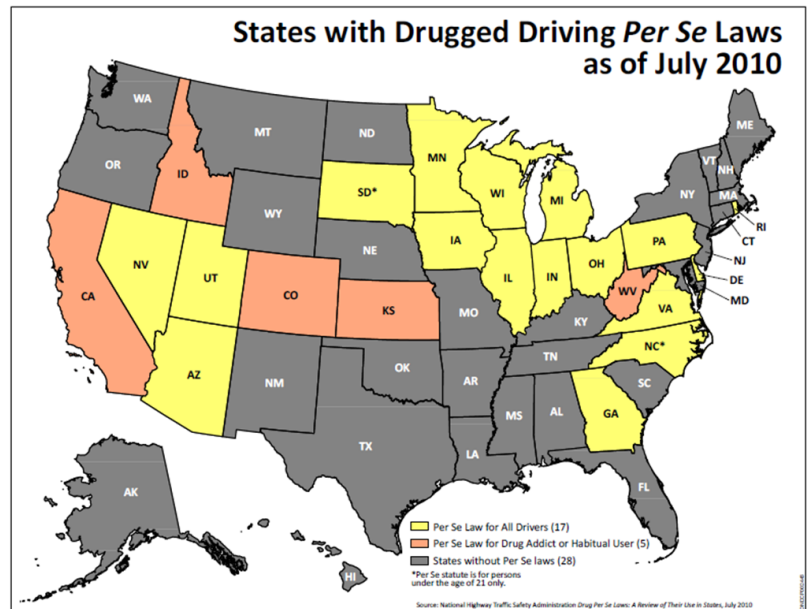 States with Drugged Driving Per Se Laws
as of July 2010
WA
MT
ND
MN
ME
OR
ID
VT
NH
WI
MI
SD*
NY
MA
WY
RI
CT
IA
PA
NE
NJ
NV
OH
DE
UT
IL
IN
MD
CA
CO
WV
KS
VA
MO
KY
NC*
TN
AZ
OK
NM
AR
SC
MS
AL
GA
TX
LA
FL
AK
HI
Per Se Law for All Drivers (17)
Per Se Law for Drug Addict or Habitual User (5)
States without Per Se laws (28)
*Per Se statute is for persons
under the age of 21 only.
Source: National Highway Traffic Safety Administration Drug Per Se Laws: A Review of Their Use in States, July 2010